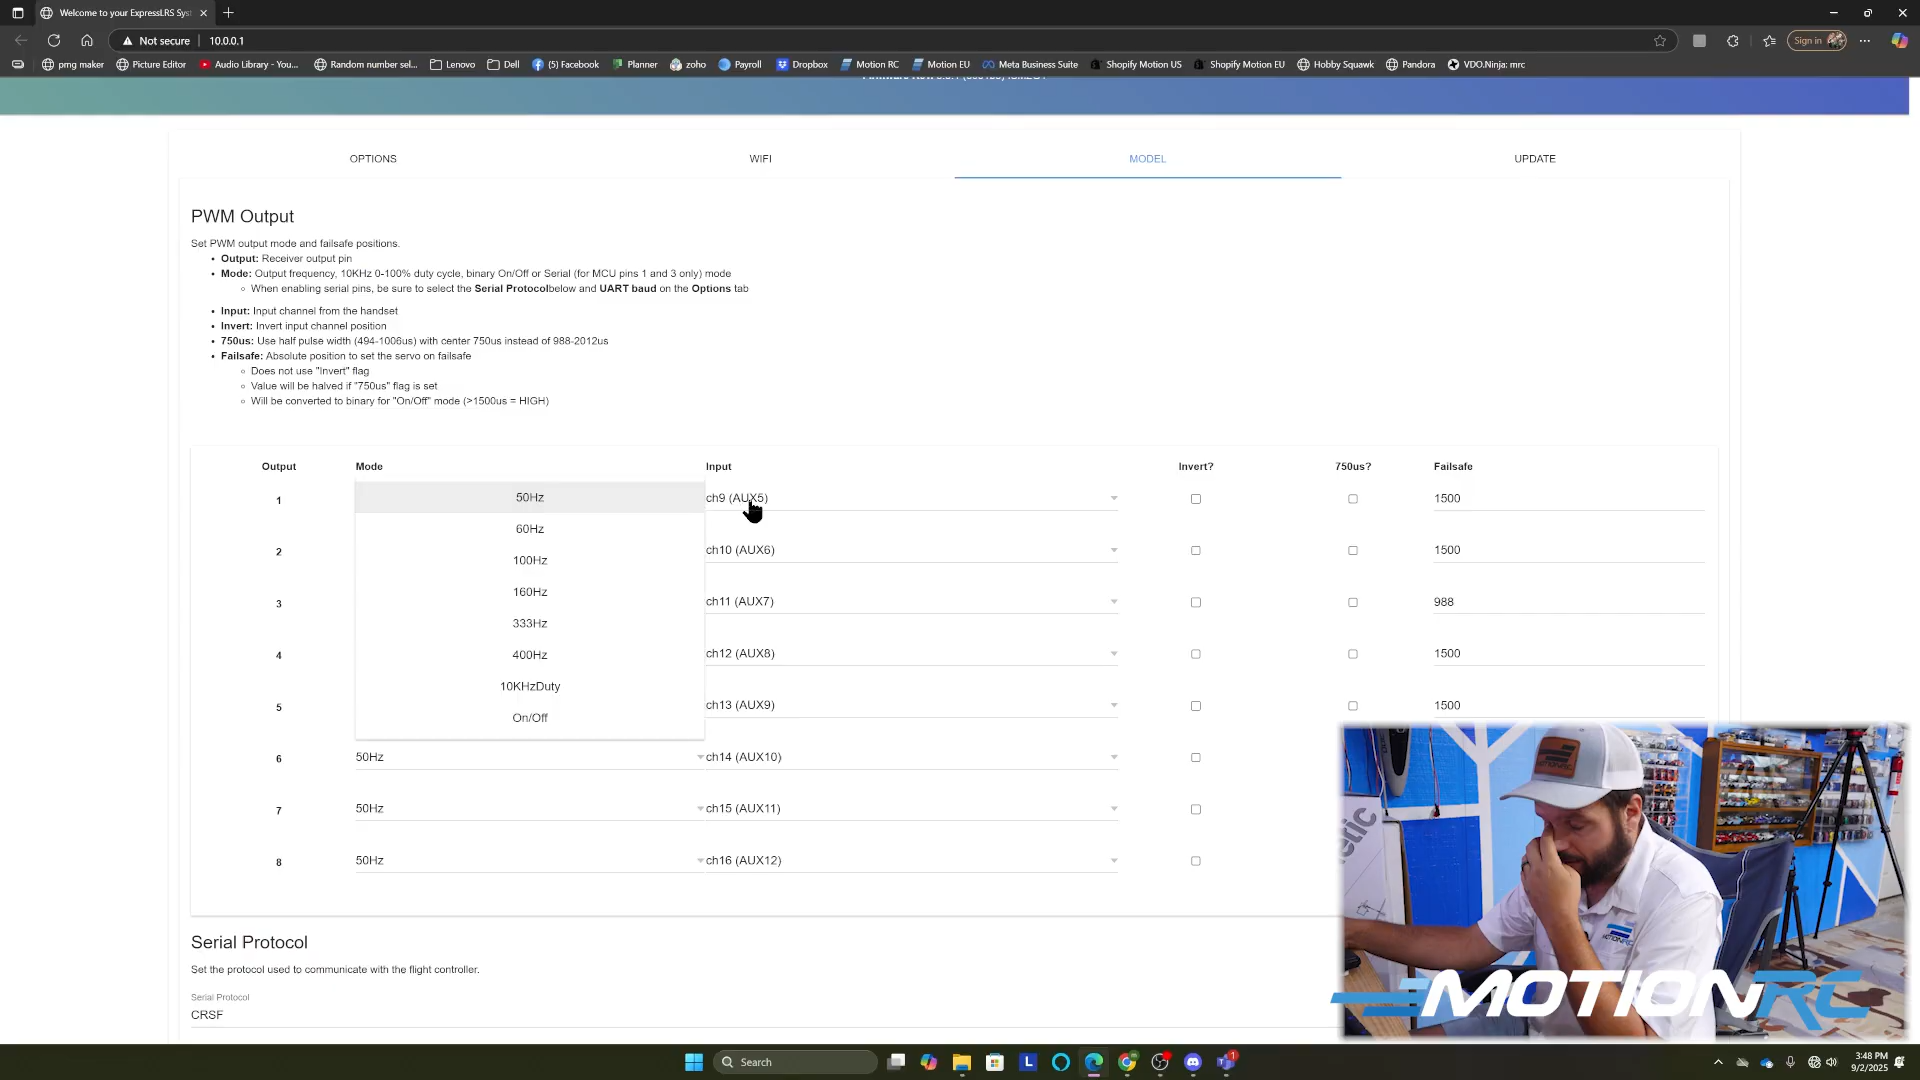 Welcome to your ExpressLRS Syst
Not secure
10.0.0.1
Sign in
pmg maker
Picture Editor
Audio Library - You...
Random number sel...
Lenovo
Dell
(5) Facebook
Planner
zoho
Payroll
Dropbox
Motion RC
Motion EU
Meta Business Suite
Shopify Motion US
Shopify Motion EU
Hobby Squawk
Pandora
VDO.Ninja: mrc
OPTIONS
WIFI
MODEL
UPDATE
PWM Output
Set PWM output mode and failsafe positions.
Output: Receiver output pin
Mode: Output frequency, 10KHz 0-100% duty cycle, binary On/Off or Serial (for MCU pins 1 and 3 only) mode
When enabling serial pins, be sure to select the Serial Protocolbelow and UART baud on the Options tab
Input: Input channel from the handset
Invert: Invert input channel position
750us: Use half pulse width (494-1006us) with center 750us instead of 988-2012us
Failsafe: Absolute position to set the servo on failsafe
Does not use "Invert" flag
Value will be halved if "750us" flag is set
Will be converted to binary for "On/Off" mode (>1500us = HIGH)
Output Mode Input Invert? 750us? Failsafe
1 50Hz ch9 (AUX5) 1500
60Hz
2 ch10 (AUX6) 1500
100Hz
160Hz
3 ch11 (AUX7) 988
333Hz
4 400Hz ch12 (AUX8) 1500
10KHzDuty
5 ch13 (AUX9) 1500
On/Off
6 50Hz ch14 (AUX10)
7 50Hz ch15 (AUX11)
8 50Hz ch16 (AUX12)
Serial Protocol
Set the protocol used to communicate with the flight controller.
Serial Protocol
CRSF
MOTIONRC
Search
3:48 PM
9/2/2025